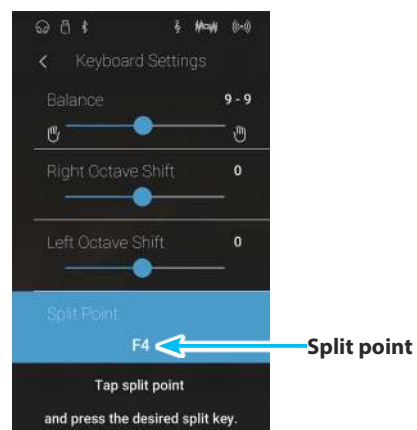 Keyboard Settings
Balance 9 - 9
Right Octave Shift 0
Left Octave Shift 0
Split Point
F4 Split point
Tap split point
and press the desired split key.